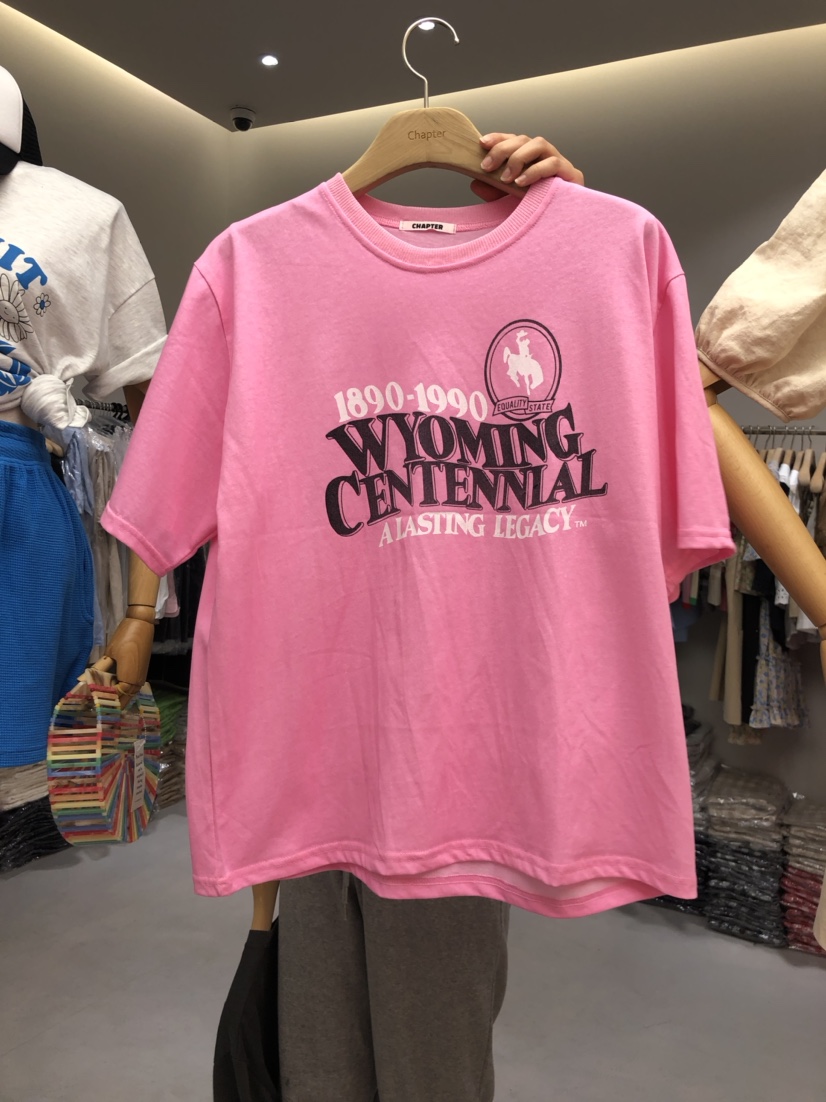 Chapter
CHAPTER
1890-1990
EQUALITY STATE
WYOMING
CENTENNIAL
A LASTING LEGACY™